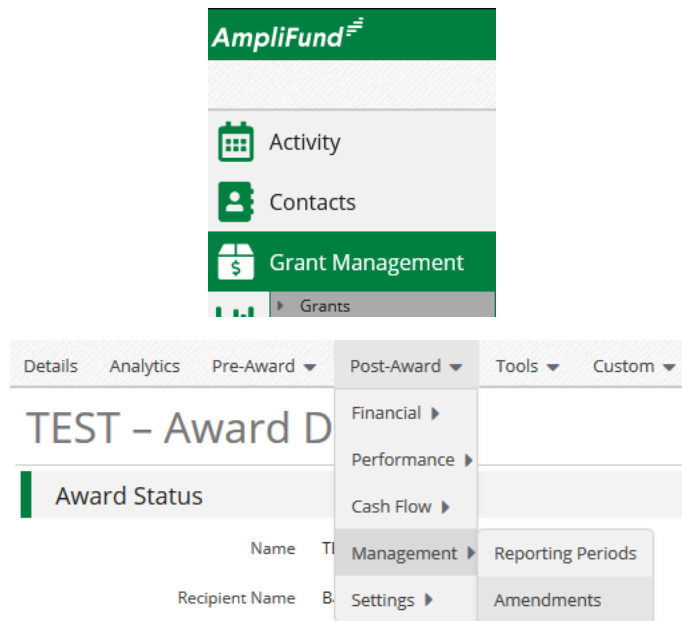 AmpliFund
Activity
Contacts
$ Grant Management
Grants
Details Analytics Pre-Award Post-Award Tools Custom
TEST – Award D
Financial
Performance
Award Status
Cash Flow
Name Management Reporting Periods
Recipient Name Settings Amendments